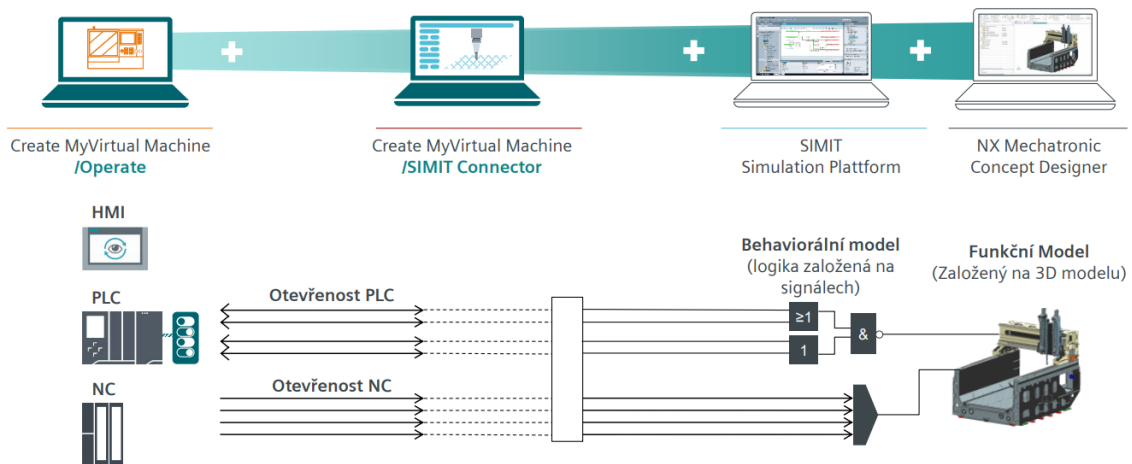 Create MyVirtual Machine
/Operate
Create MyVirtual Machine
/SIMIT Connector
SIMIT
Simulation Plattform
NX Mechatronic
Concept Designer
HMI
Behaviorální model
(logika založená na
signálech)
Funkční Model
(Založený na 3D modelu)
PLC
Otevřenost PLC
≥1
&
1
NC
Otevřenost NC